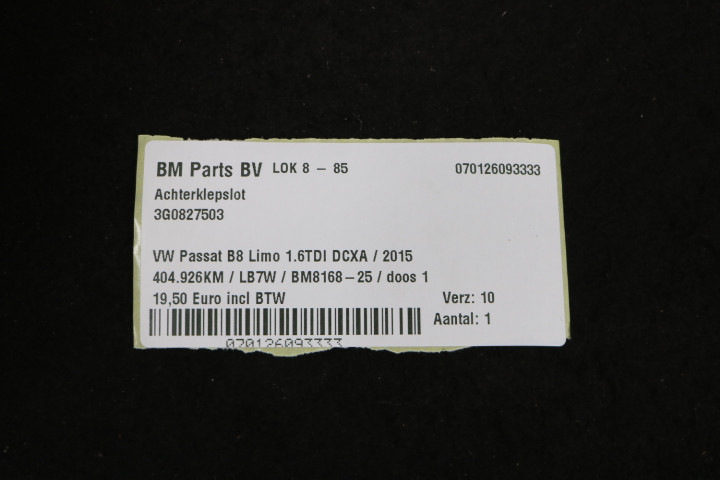 BM Parts BV LOK 8 - 85 070126093333
Achterklepslot
3G0827503
VW Passat B8 Limo 1.6TDI DCXA / 2015
404.926KM / LB7W / BM8168-25 / doos 1
19,50 Euro incl BTW Verz: 10
Aantal: 1
070126093333